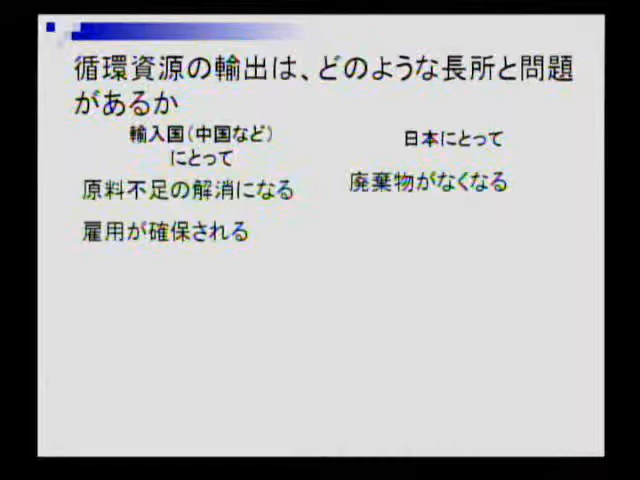 循環資源の輸出は、どのような長所と問題
があるか
輸入国(中国など)
にとって
日本にとって
原料不足の解消になる
廃棄物がなくなる
雇用が確保される